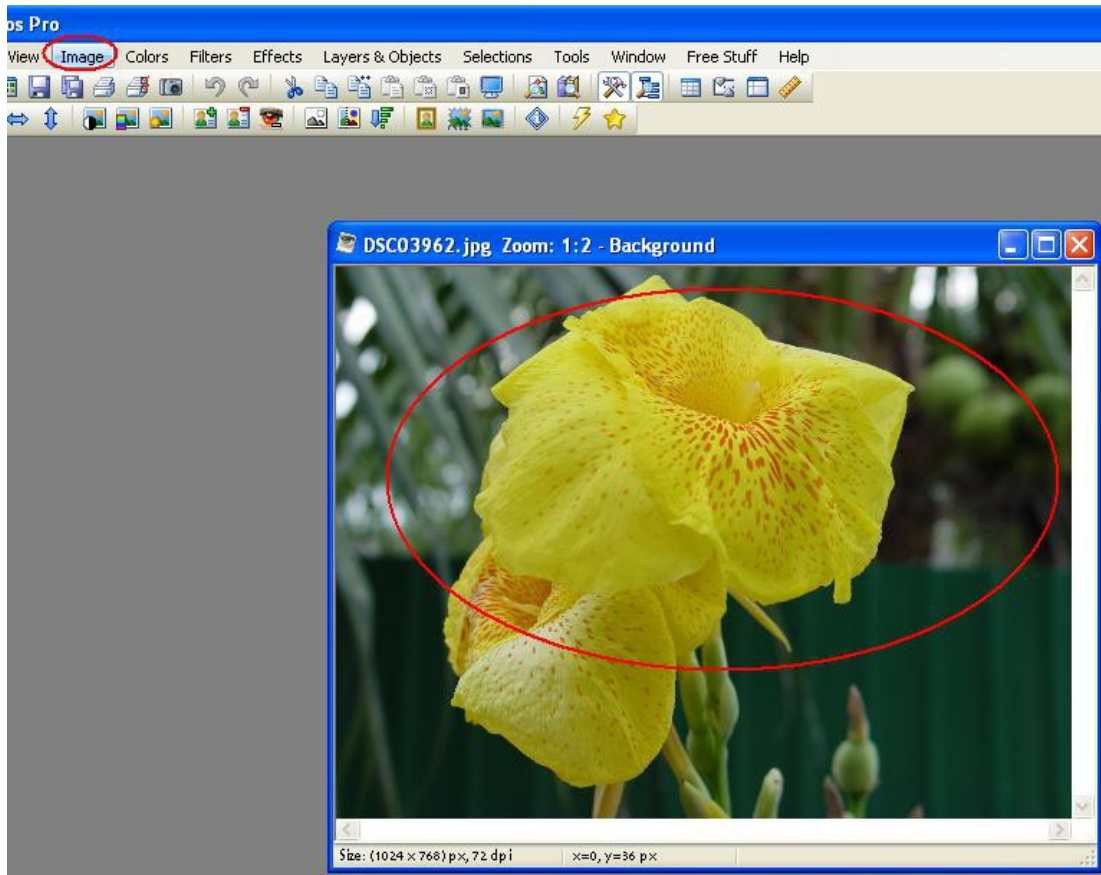 os Pro
View Image Colors Filters Effects Layers & Objects Selections Tools Window Free Stuff Help
DSC03962.jpg Zoom: 1:2 - Background
Size: (1024 x 768) px, 72 dpi x=0, y=36 px